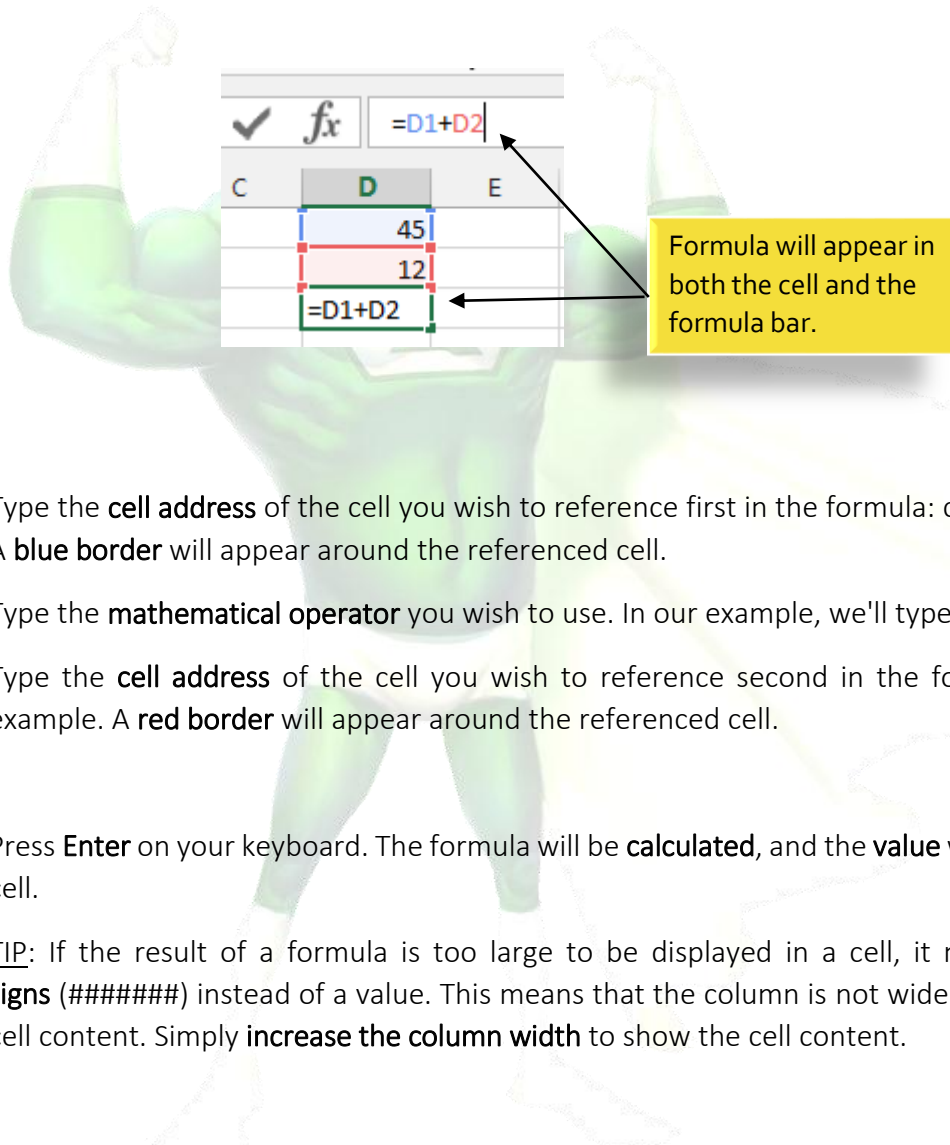 =D1+D2
C D E
45
12
=D1+D2
Formula will appear in
both the cell and the
formula bar.
Type the cell address of the cell you wish to reference first in the formula:
A blue border will appear around the referenced cell.
Type the mathematical operator you wish to use. In our example, we'll type
Type the cell address of the cell you wish to reference second in the
example. A red border will appear around the referenced cell.
Press Enter on your keyboard. The formula will be calculated, and the value
cell.
TIP: If the result of a formula is too large to be displayed in a cell, it
signs (#######) instead of a value. This means that the column is not wide
cell content. Simply increase the column width to show the cell content.